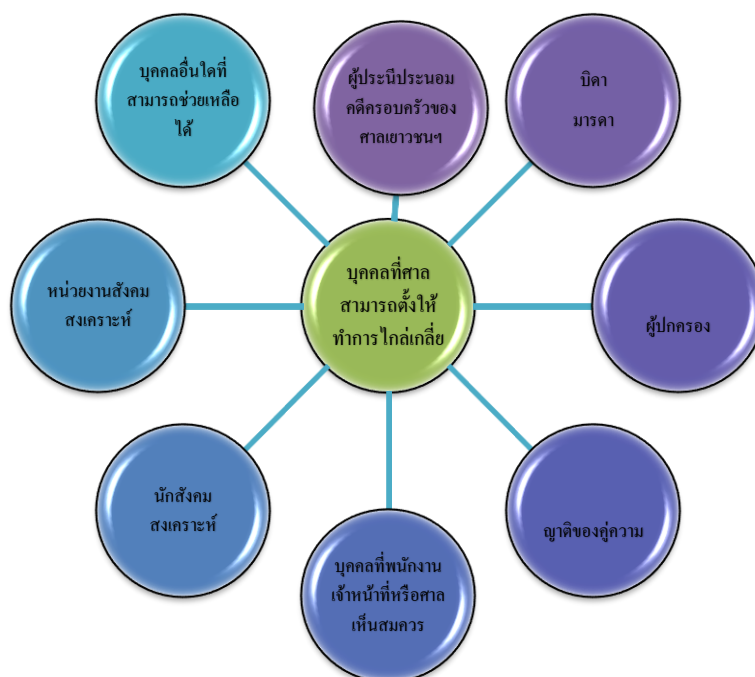 บุคคลอื่นใดที่
สามารถช่วยเหลือ
ได้
ผู้ประนีประนอม
คดีครอบครัวของ
ศาลเยาวชนฯ
บิดา
มารดา
หน่วยงานสังคม
สงเคราะห์
บุคคลที่ศาล
สามารถตั้งให้
ทำการไกล่เกลี่ย
ผู้ปกครอง
นักสังคม
สงเคราะห์
บุคคลที่พนักงาน
เจ้าหน้าที่หรือศาล
เห็นสมควร
ญาติของคู่ความ